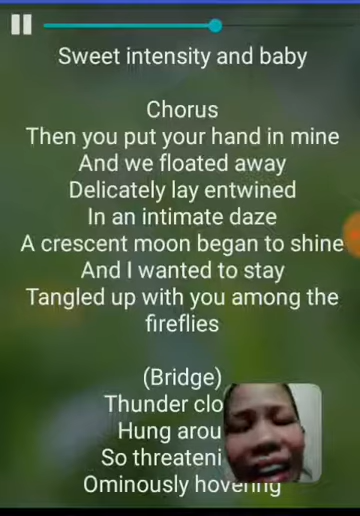 Sweet intensity and baby
Chorus
Then you put your hand in mine
And we floated away
Delicately lay entwined
In an intimate daze
A crescent moon began to shine
And I wanted to stay
Tangled up with you among the
fireflies
(Bridge)
Thunder clo
Hung arou
So threateni
Ominously hovering